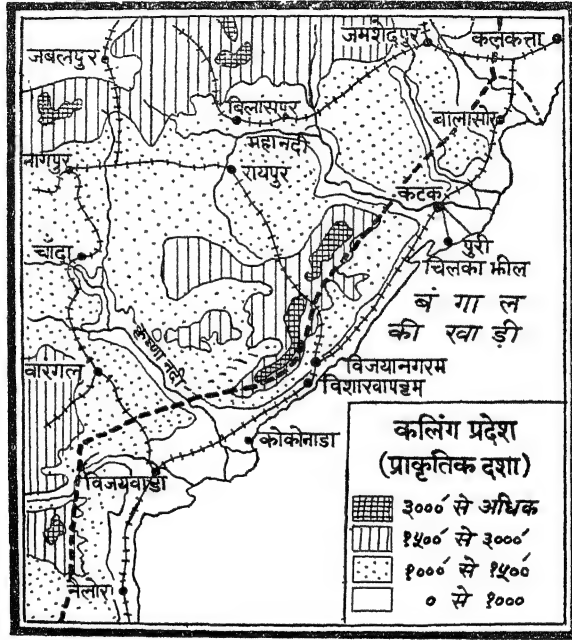 जमशेदपुर
कलकत्ता
जबलपुर
बिलासपुर
बालासोर
महानदी
नागपुर
रायपुर
कटक
पुरी
चाँदा
चिलका झील
बंगाल
की खाड़ी
कृष्णा नदी
वारंगल
विजयानगरम
विशाखापट्टम
कोकोनाडा
विजयवाड़ा
नेलोर
कलिंग प्रदेश
(प्राकृतिक दशा)
३०००' से अधिक
१५००' से ३०००'
१०००' से १५००'
० से १०००